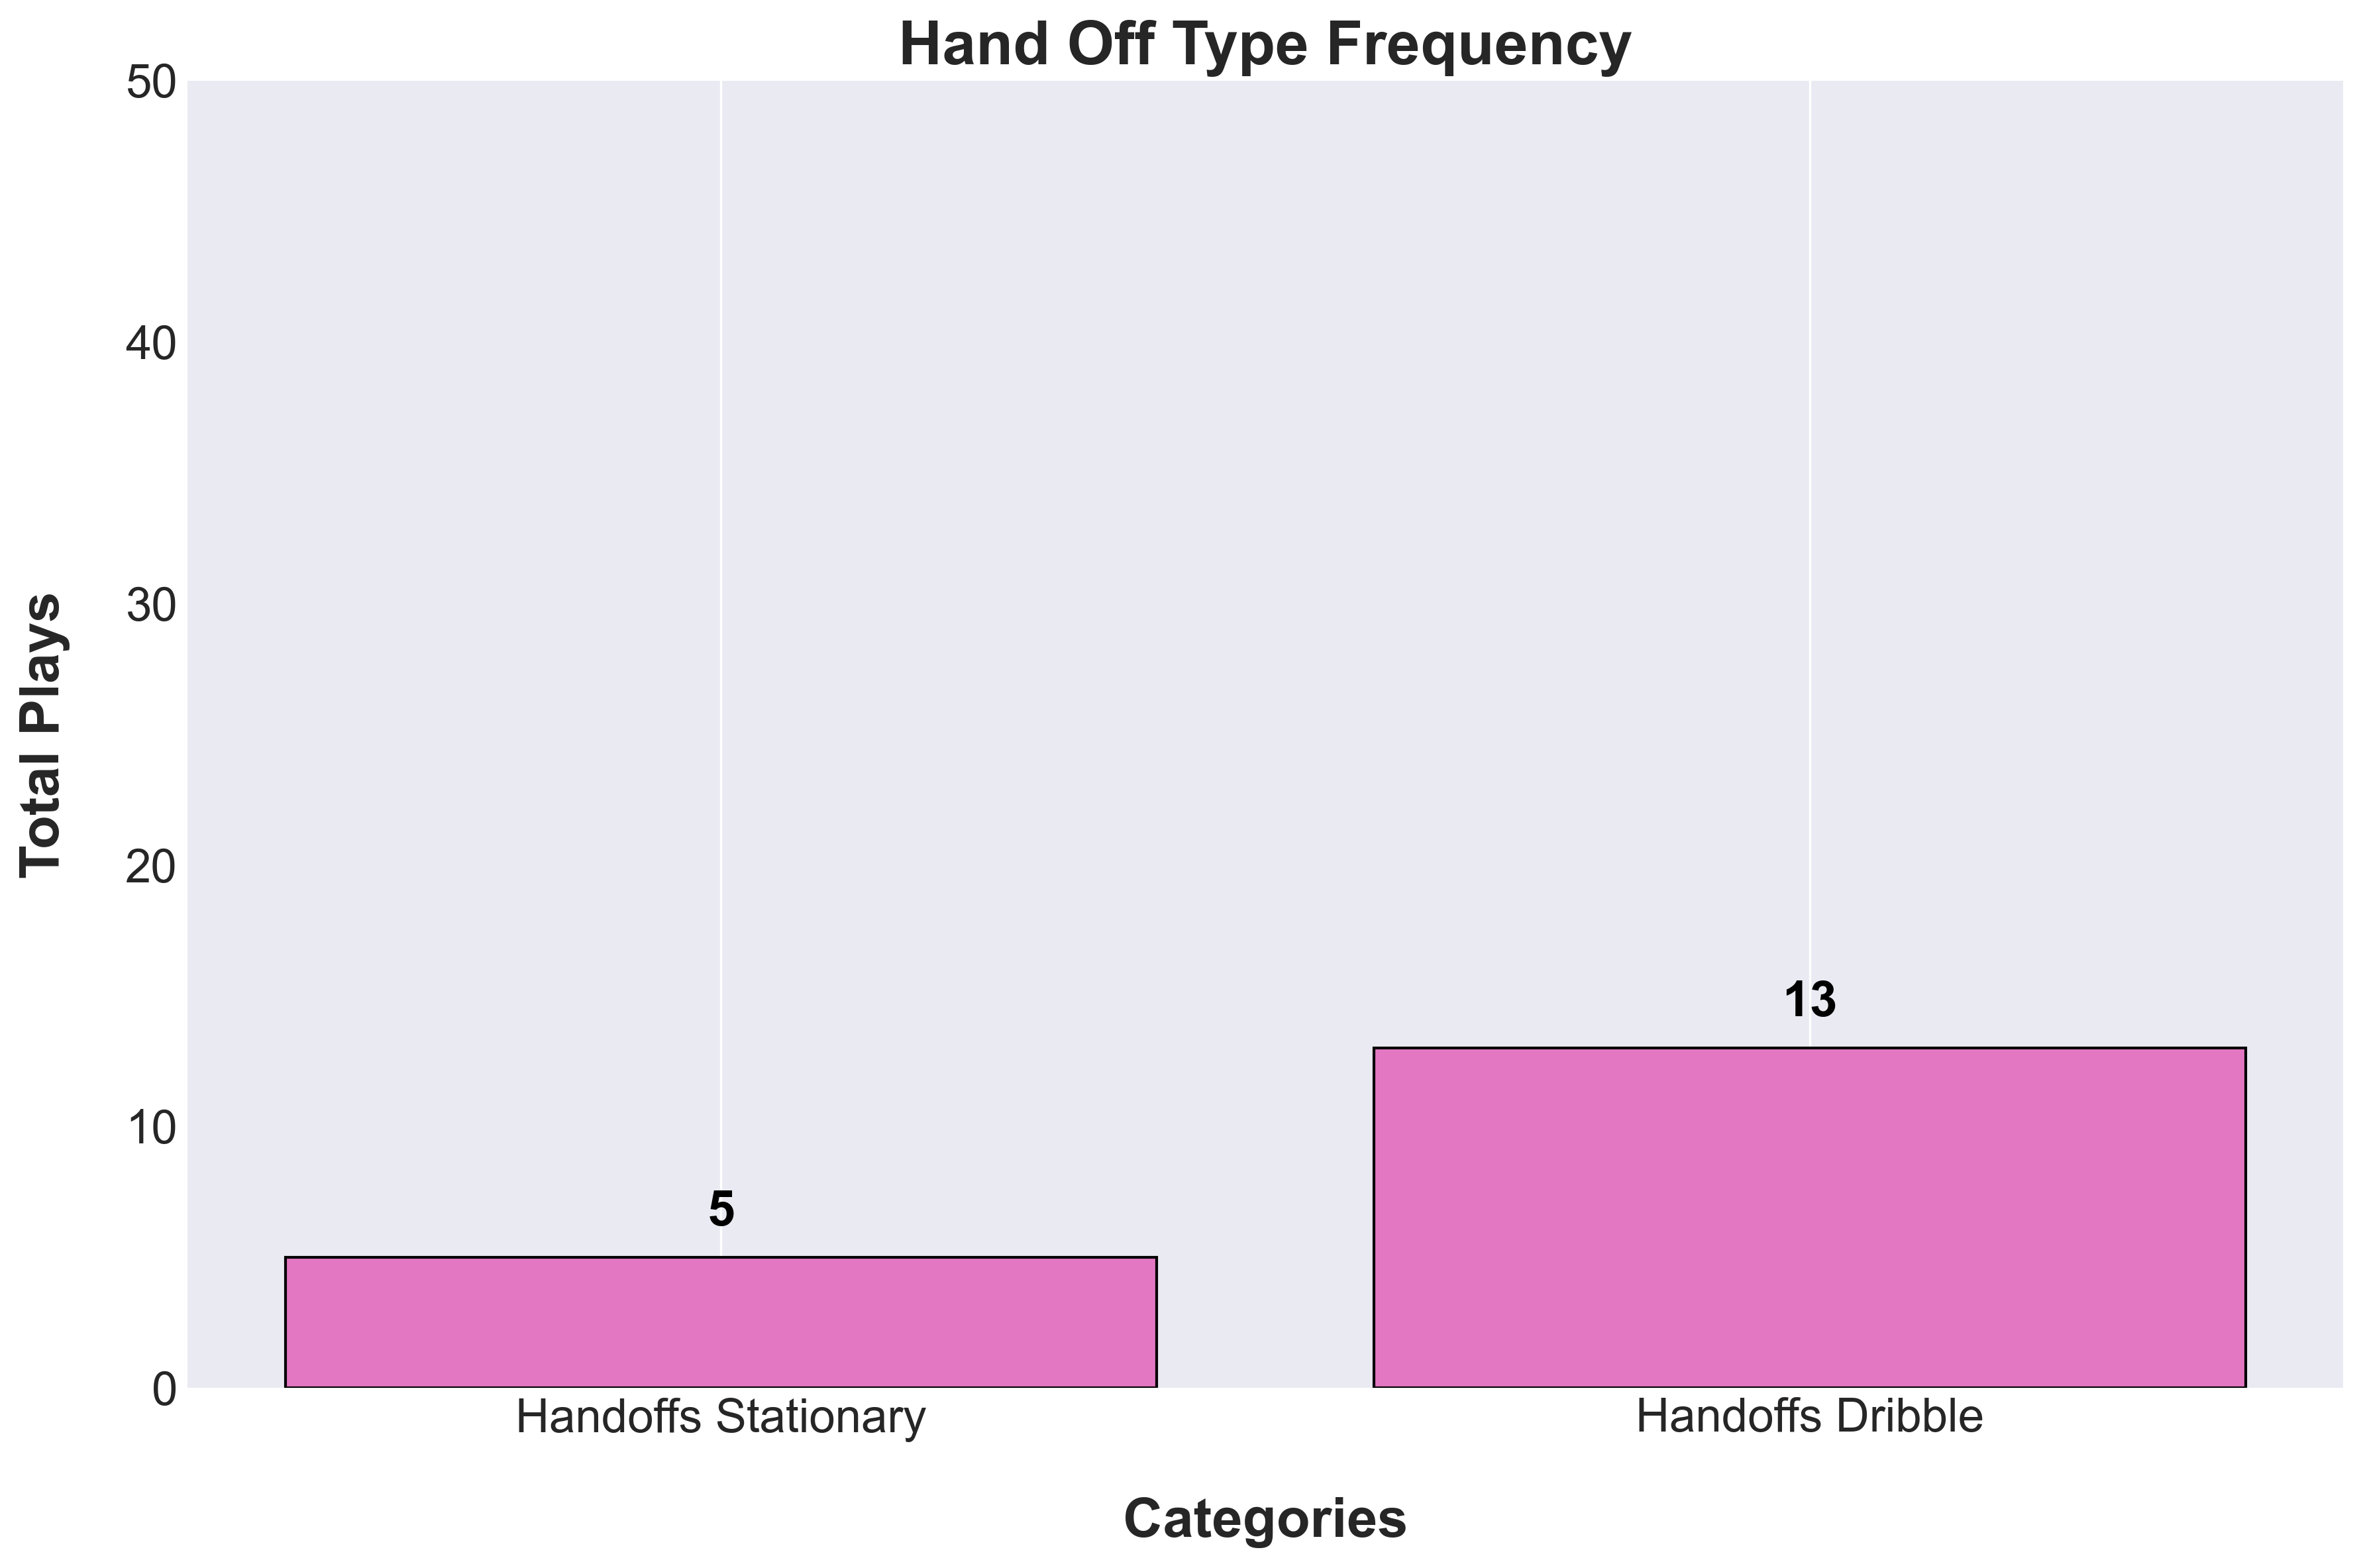 Hand Off Type Frequency
50
40
30
20
10
0
Total Plays
5
13
Handoffs Stationary
Handoffs Dribble
Categories